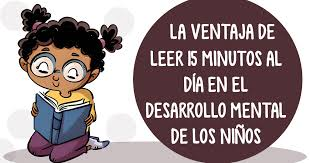 LA VENTAJA DE
LEER 15 MINUTOS AL
DÍA EN EL
DESARROLLO MENTAL
DE LOS NIÑOS